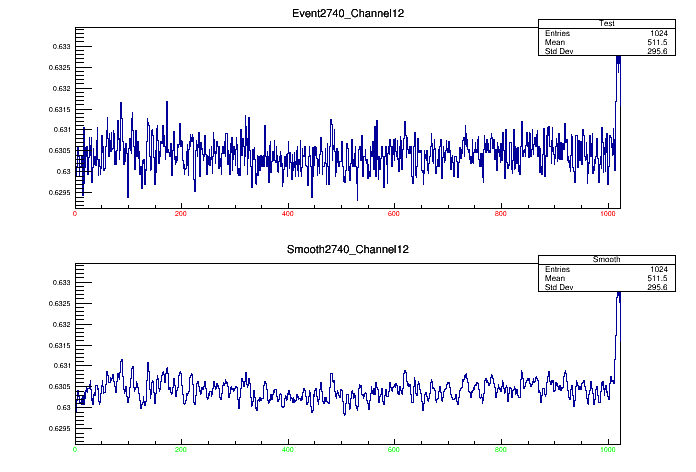 Event2740_Channel12
Test
Entries 1024
Mean 511.5
Std Dev 295.6
0.633
0.6325
0.632
0.6315
0.631
0.6305
0.63
0.6295
0 200 400 600 800 1000
Smooth2740_Channel12
Smooth
Entries 1024
Mean 511.5
Std Dev 295.6
0.633
0.6325
0.632
0.6315
0.631
0.6305
0.63
0.6295
0 200 400 600 800 1000